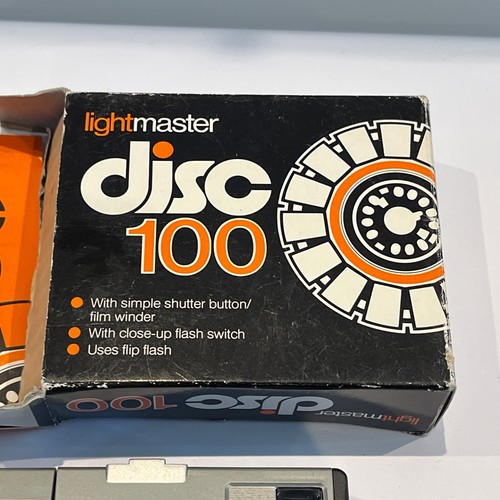 lightmaster
disc
100
With simple shutter button/
film winder
With close-up flash switch
Uses flip flash
lightmaster
disc 100